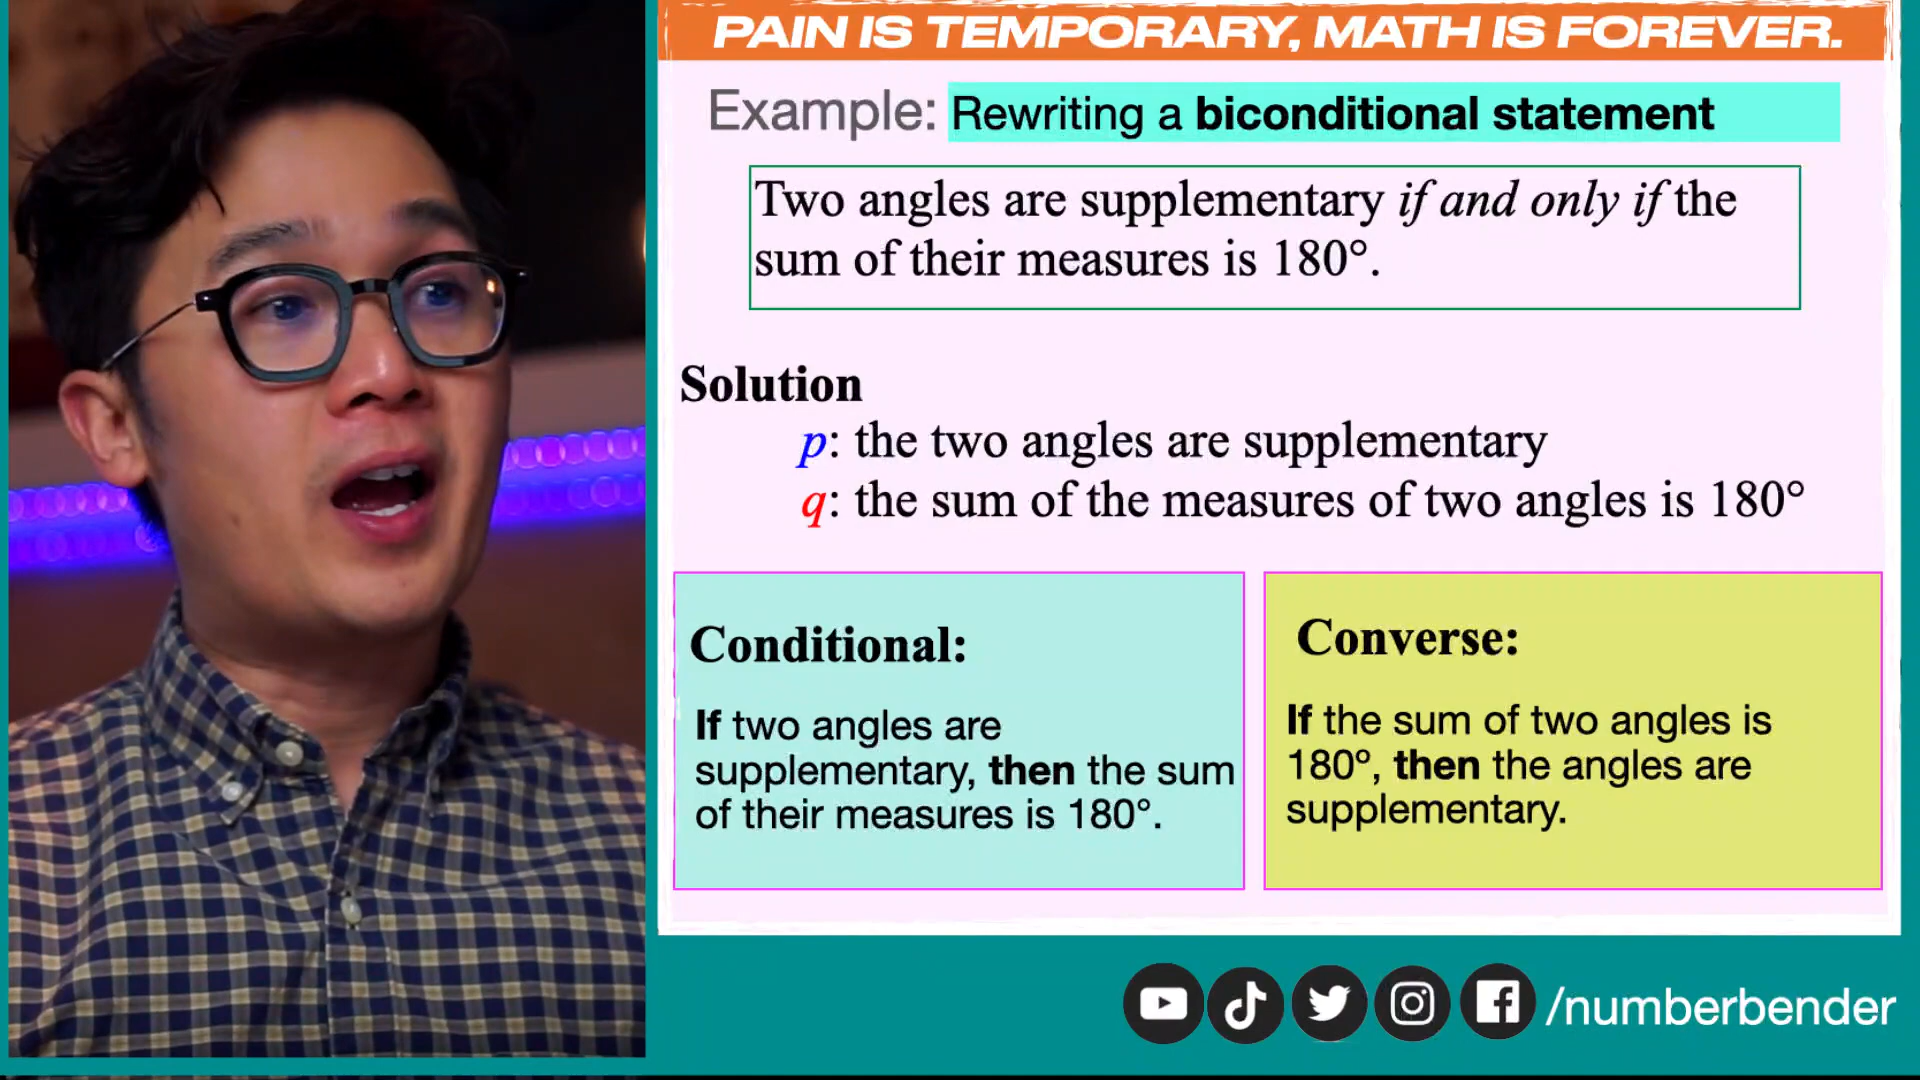 PAIN IS TEMPORARY, MATH IS FOREVER.
Example: Rewriting a biconditional statement
Two angles are supplementary if and only if the
sum of their measures is 180°.
Solution
p: the two angles are supplementary
q: the sum of the measures of two angles is 180°
Conditional:
If two angles are
supplementary, then the sum
of their measures is 180°.
Converse:
If the sum of two angles is
180º, then the angles are
supplementary.
/numberbender